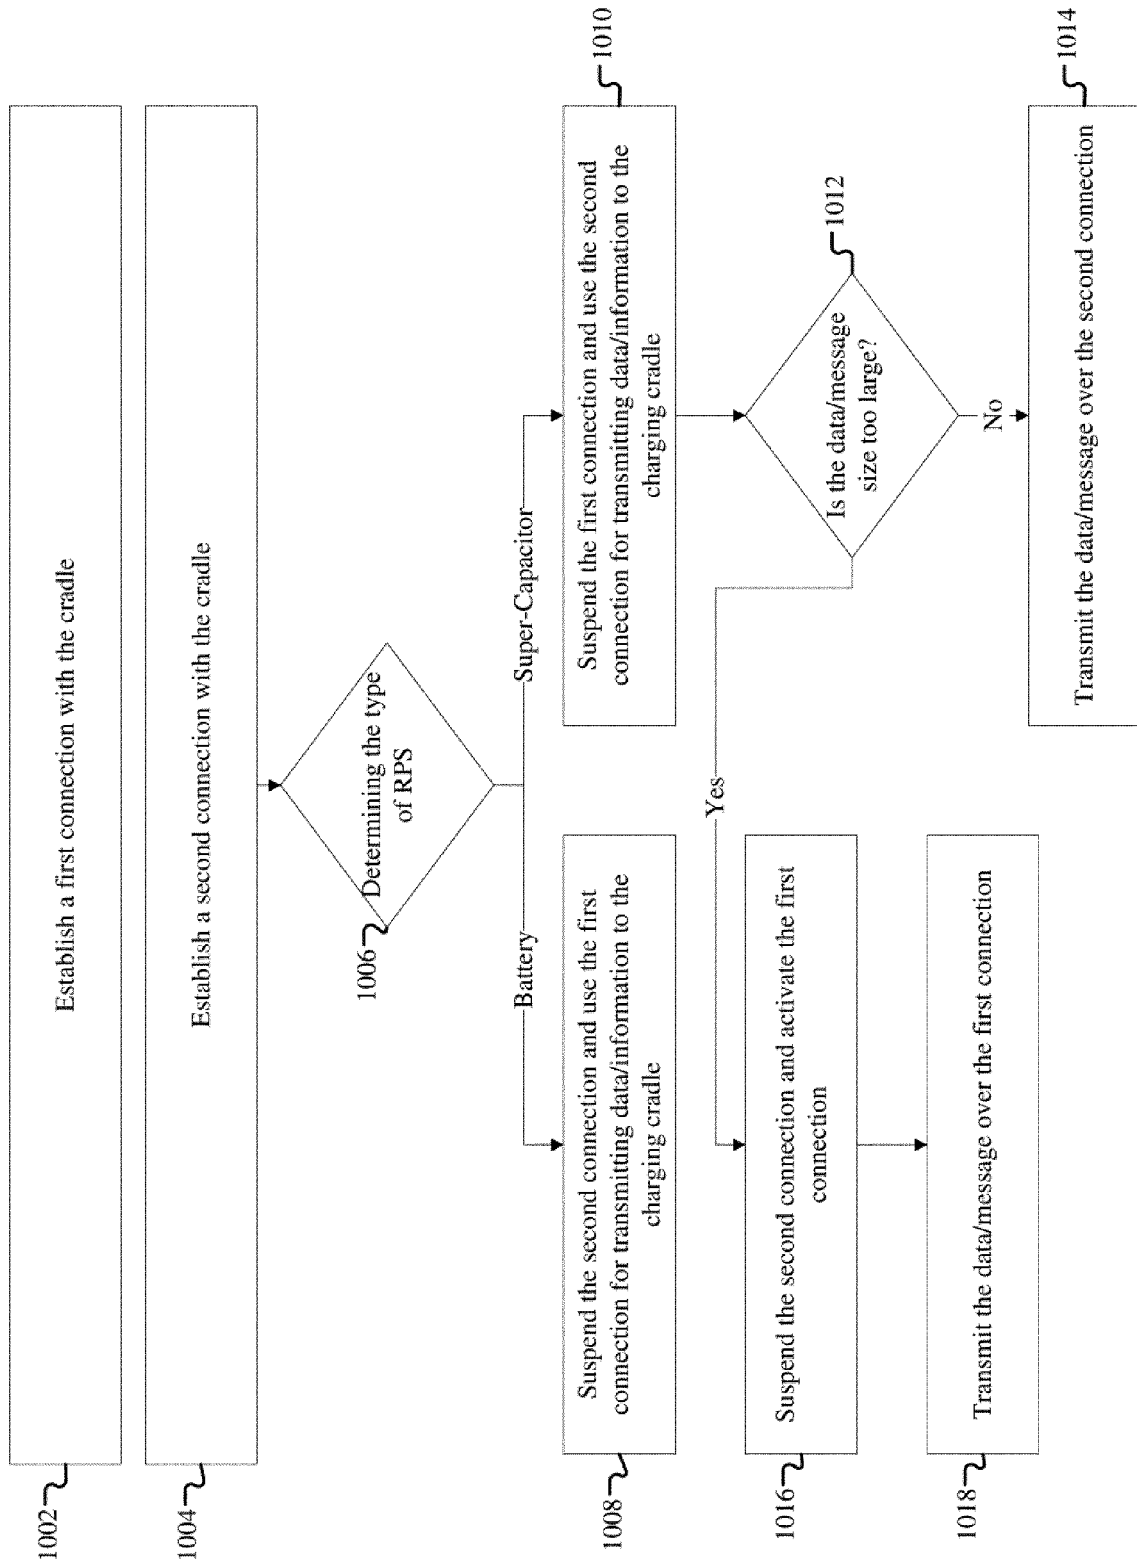 1002
Establish a first connection with the cradle
1004
Establish a second connection with the cradle
1006
Determining the type
of RPS
Battery
Super-Capacitor
1008
Suspend the second connection and use the first
connection for transmitting data/information to the
charging cradle
1010
Suspend the first connection and use the second
connection for transmitting data/information to the
charging cradle
1012
Is the data/message
size too large?
Yes
No
1016
Suspend the second connection and activate the first
connection
1018
Transmit the data/message over the first connection
1014
Transmit the data/message over the second connection